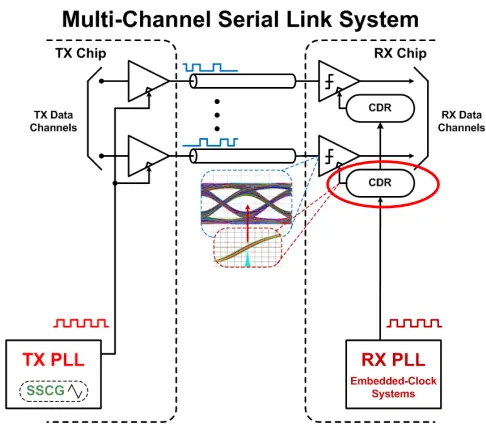 Multi-Channel Serial Link System
TX Chip
RX Chip
CDR
TX Data
Channels
RX Data
Channels
CDR
TX PLL
SSCG
RX PLL
Embedded-Clock
Systems